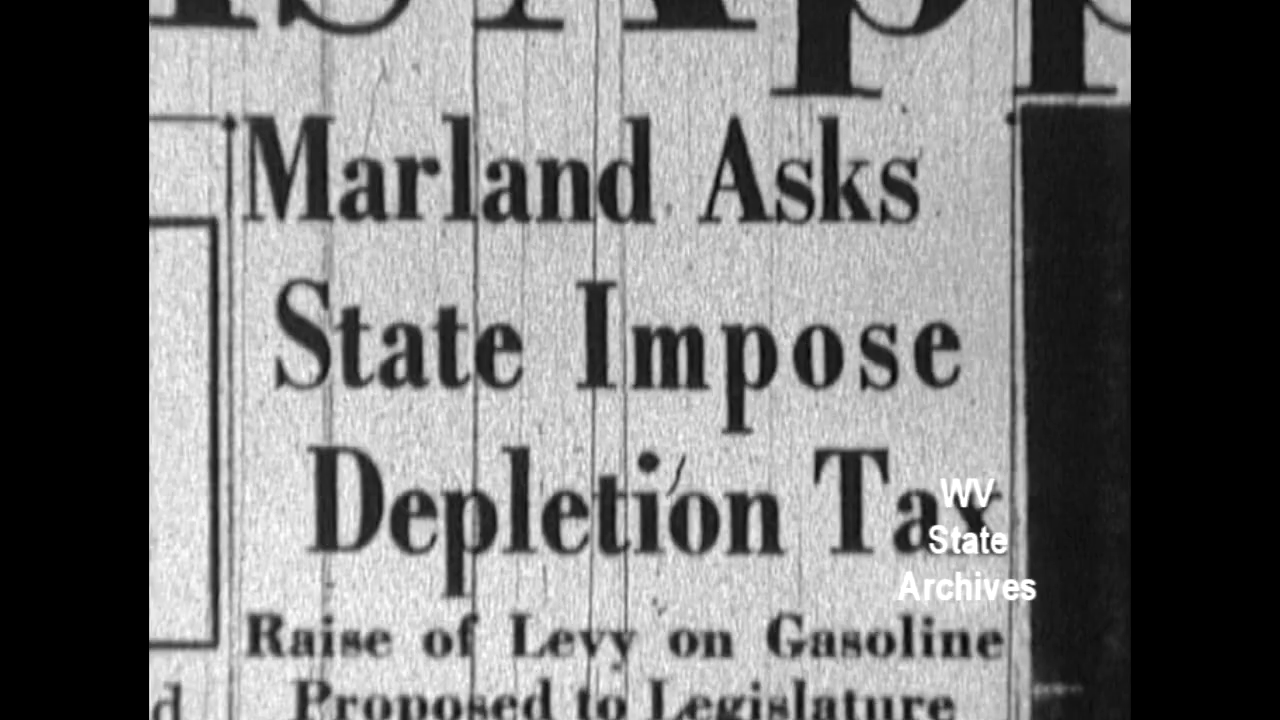 Marland Asks
State Impose
Depletion Tax
Raise of Levy on Gasoline
Proposed to Legislature
WV
State
Archives